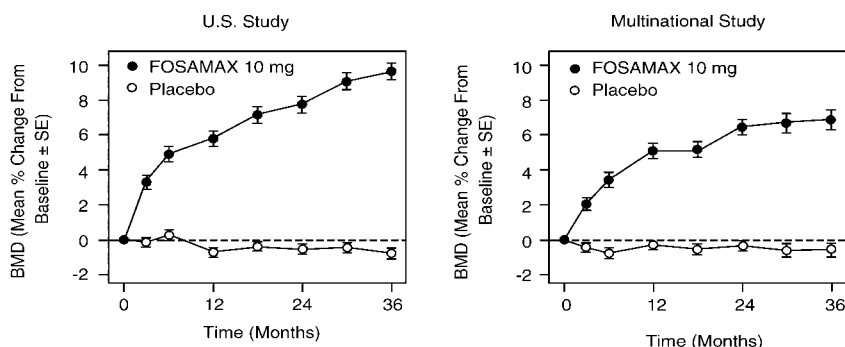 U.S. Study
BMD (Mean % Change From
Baseline ± SE)
10
8
6
4
2
0
-2
FOSAMAX 10 mg
Placebo
0
12
24
36
Time (Months)
Multinational Study
BMD (Mean % Change From
Baseline ± SE)
10
8
6
4
2
0
-2
FOSAMAX 10 mg
Placebo
0
12
24
36
Time (Months)